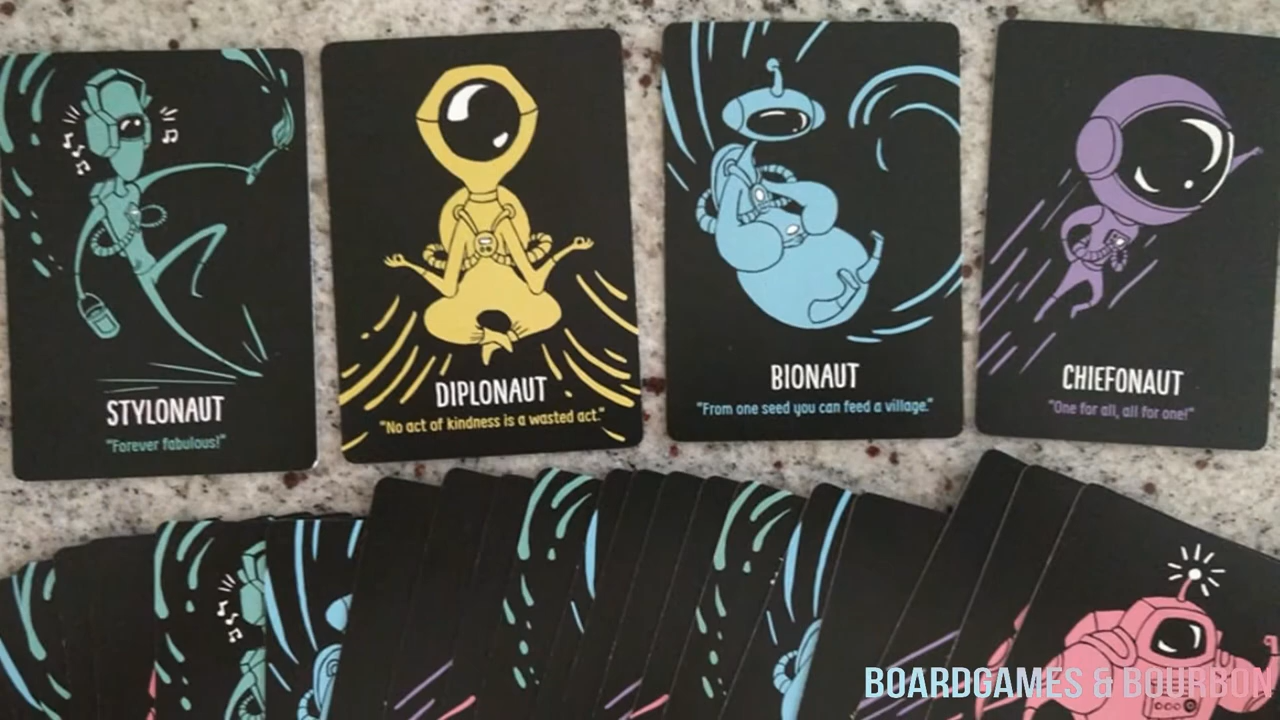 STYLONAUT
"Forever fabulous!"
DIPLONAUT
"No act of kindness is a wasted act."
BIONAUT
"From one seed you can feed a village."
CHIEFONAUT
"One for all, all for one!"
BOARDGAMES & BOURBON